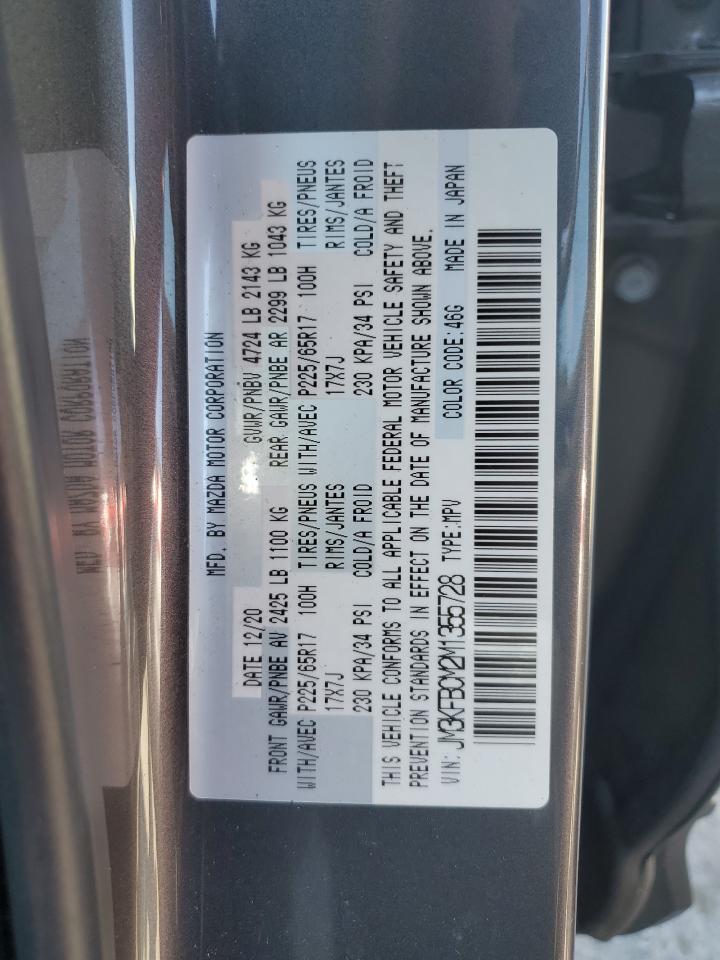 MFD. BY MAZDA MOTOR CORPORATION
DATE 12/20 GVWR/PNBV 4724 LB 2143 KG
FRONT GAWR/PNBE AV 2425 LB 1100 KG REAR GAWR/PNBE AR 2299 LB 1043 KG
WITH/AVEC P225/65R17 100H TIRES/PNEUS WITH/AVEC P225/65R17 100H TIRES/PNEUS
17X7J RIMS/JANTES 17X7J RIMS/JANTES
230 KPA/34 PSI COLD/A FROID 230 KPA/34 PSI COLD/A FROID
THIS VEHICLE CONFORMS TO ALL APPLICABLE FEDERAL MOTOR VEHICLE SAFETY AND THEFT
PREVENTION STANDARDS IN EFFECT ON THE DATE OF MANUFACTURE SHOWN ABOVE.
VIN: JM3KFBCM2M1355728 TYPE:MPV COLOR CODE:46G MADE IN JAPAN